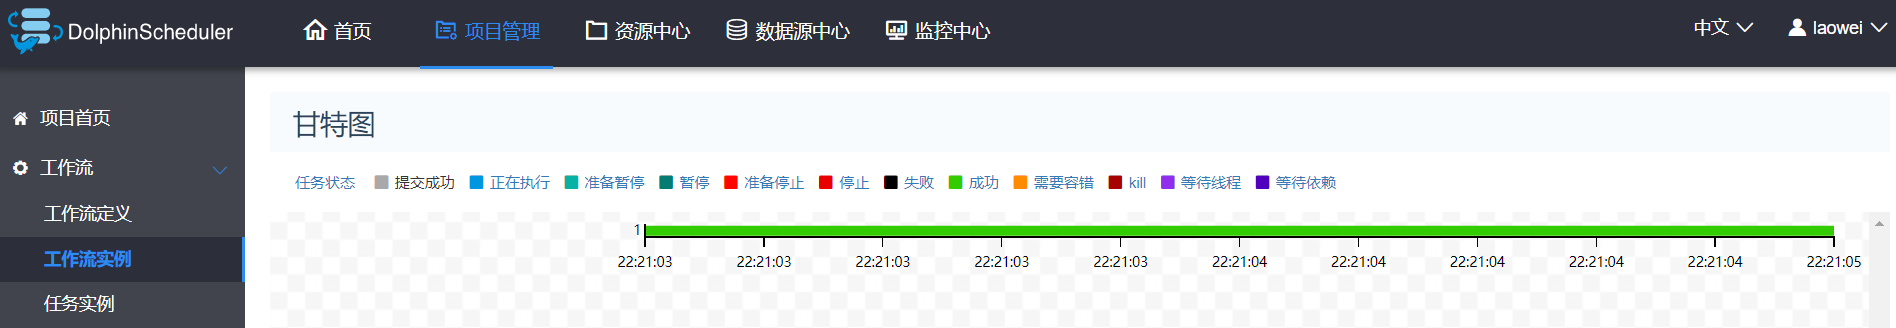 DolphinScheduler 首页 项目管理 资源中心 数据源中心 监控中心 中文 laowei
项目首页
工作流
工作流定义
工作流实例
任务实例
甘特图
任务状态 提交成功 正在执行 准备暂停 暂停 准备停止 停止 失败 成功 需要容错 kill 等待线程 等待依赖
1
22:21:03 22:21:03 22:21:03 22:21:03 22:21:03 22:21:04 22:21:04 22:21:04 22:21:04 22:21:04 22:21:05